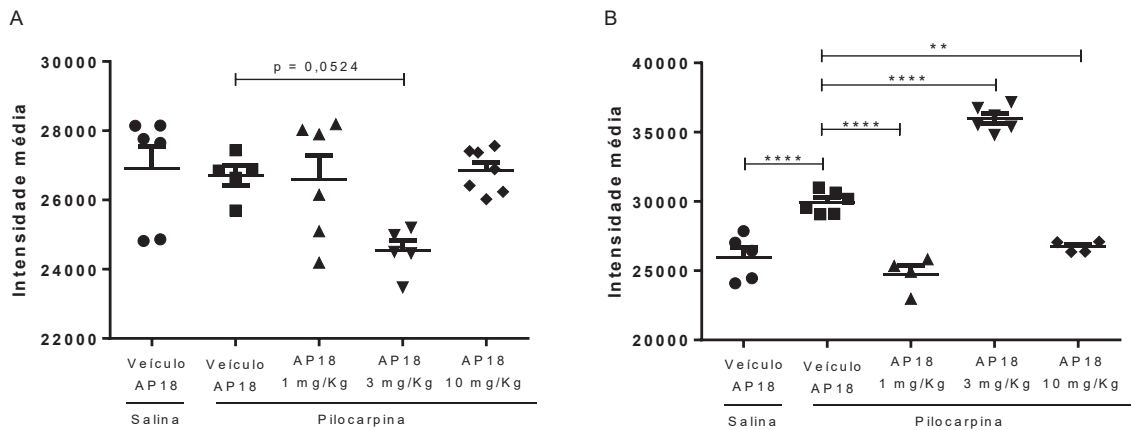 A
30000
28000
26000
24000
22000
Intensidade média
p = 0,0524
Veículo AP18
Veículo AP18
AP18 1 mg/Kg
AP18 3 mg/Kg
AP18 10 mg/Kg
Salina
Pilocarpina
B
40000
35000
30000
25000
20000
Intensidade média
**
****
****
****
Veículo AP18
Veículo AP18
AP18 1 mg/Kg
AP18 3 mg/Kg
AP18 10 mg/Kg
Salina
Pilocarpina